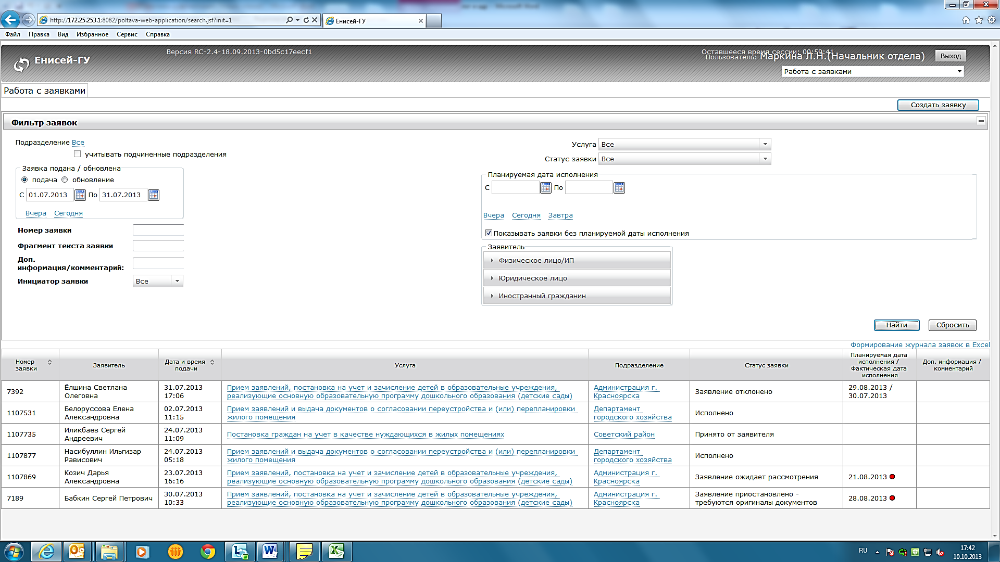 http://172.25.253.1:8082/poltava-web-application/search.jsf?init=1
Енисей-ГУ
Файл Правка Вид Избранное Сервис Справка
Енисей-ГУ
Версия RC-2.4-18.09.2013-0bd5c17eecf1
Оставшееся время сессии: 00:59:41
Пользователь: Маркина Л.Н.(Начальник отдела)
Выход
Работа с заявками
Работа с заявками
Создать заявку
Фильтр заявок
Подразделение Все
учитывать подчиненные подразделения
Заявка подана / обновлена
подача обновление
С 01.07.2013 По 31.07.2013
Вчера Сегодня
Номер заявки
Фрагмент текста заявки
Доп.
информация/комментарий:
Инициатор заявки Все
Услуга Все
Статус заявки Все
Планируемая дата исполнения
С По
Вчера Сегодня Завтра
Показывать заявки без планируемой даты исполнения
Заявитель
Физическое лицо/ИП
Юридическое лицо
Иностранный гражданин
Найти Сбросить
Формирование журнала заявок в Excel
Номер
заявки
Заявитель
Дата и время
подачи
Услуга
Подразделение
Статус заявки
Планируемая дата
исполнения /
Фактическая дата
исполнения
Доп. информация /
комментарий
7392
Ёлшина Светлана
Олеговна
31.07.2013
17:06
Прием заявлений, постановка на учет и зачисление детей в образовательные учреждения,
реализующие основную образовательную программу дошкольного образования (детские сады)
Администрация г.
Красноярска
Заявление отклонено
29.08.2013 /
30.07.2013
1107531
Белоруссова Елена
Александровна
02.07.2013
11:15
Прием заявлений и выдача документов о согласовании переустройства и (или) перепланировки
жилого помещения
Департамент
городского хозяйства
Исполнено
1107735
Иликбаев Сергей
Андреевич
24.07.2013
11:09
Постановка граждан на учет в качестве нуждающихся в жилых помещениях
Советский район
Принято от заявителя
1107877
Насибуллин Ильгизар
Рависович
24.07.2013
05:18
Прием заявлений и выдача документов о согласовании переустройства и (или) перепланировки
жилого помещения
Департамент
городского хозяйства
Исполнено
1107869
Козич Дарья
Александровна
23.07.2013
16:16
Прием заявлений, постановка на учет и зачисление детей в образовательные учреждения,
реализующие основную образовательную программу дошкольного образования (детские сады)
Администрация г.
Красноярска
Заявление ожидает рассмотрения
21.08.2013
7189
Бабкин Сергей Петрович
30.07.2013
10:33
Прием заявлений, постановка на учет и зачисление детей в образовательные учреждения,
реализующие основную образовательную программу дошкольного образования (детские сады)
Администрация г.
Красноярска
Заявление приостановлено -
требуются оригиналы документов
28.08.2013
RU
17:42
10.10.2013